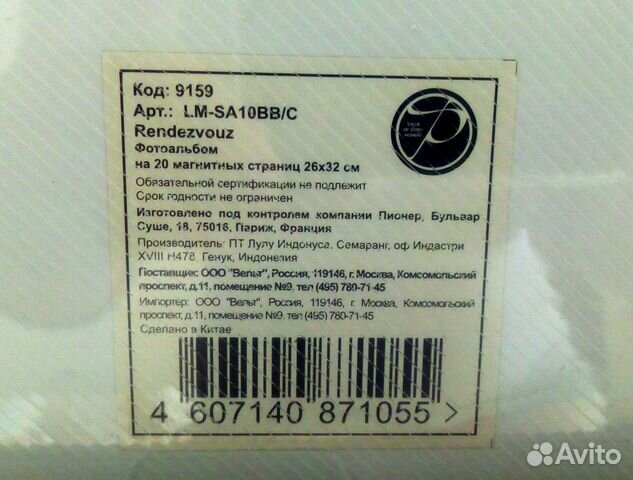 Код: 9159
Арт.: LM-SA10BB/C
Rendezvouz
Фотоальбом
на 20 магнитных страниц 26x32 см
VALUE
OF EVERY
MOMENT
Обязательной сертификации не подлежит
Срок годности не ограничен
Изготовлено под контролем компании Пионер, Бульвар
Суше, 18, 75016, Париж, Франция
Производитель: ПТ Лулу Индонуса, Семаранг, оф Индастри
XVIII H478, Генук, Индонезия
Поставщик: ООО "Вельт", Россия, 119146, г. Москва, Комсомольский
проспект, д.11, помещение №9, тел (495) 780-71-45
Импортер: ООО "Вельт", Россия, 119146, г. Москва, Комсомольский
проспект, д.11, помещение №9, тел (495) 780-71-45
Сделано в Китае
4 607140 871055 >
Avito